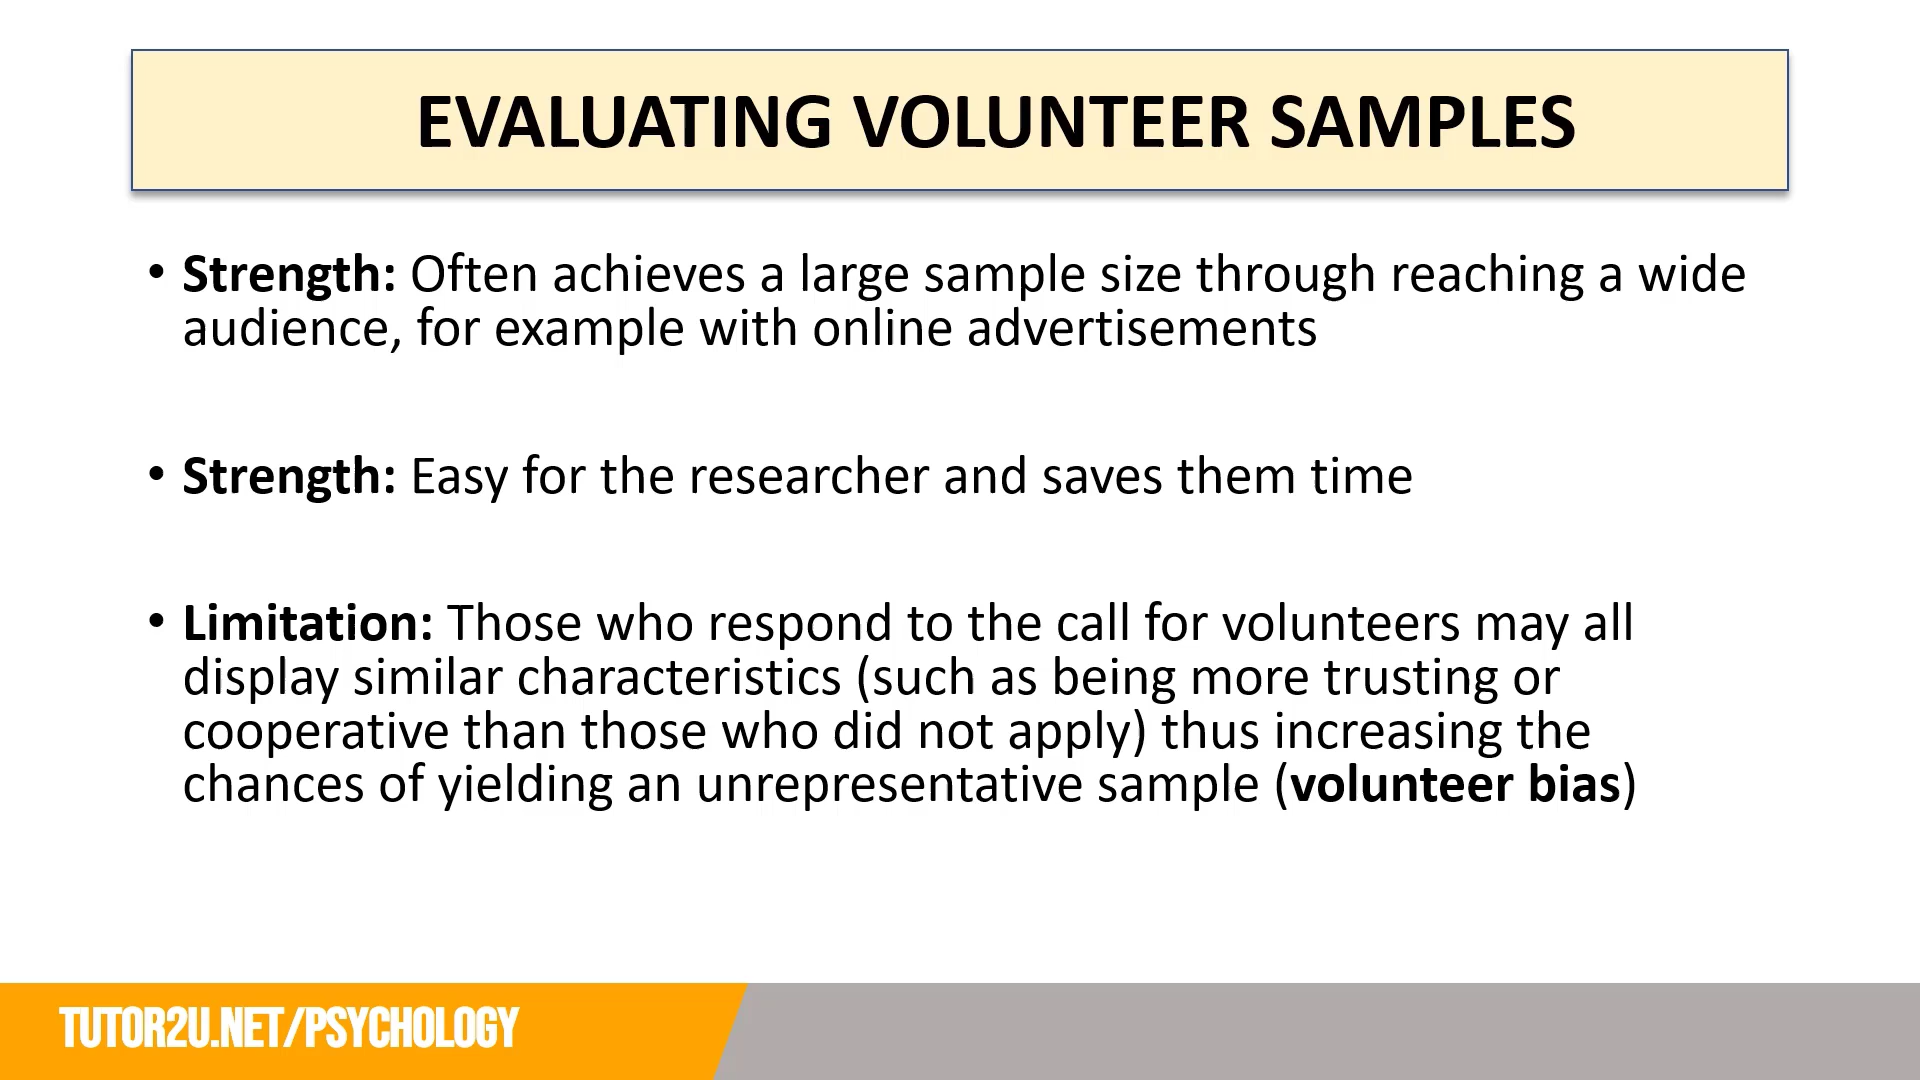 EVALUATING VOLUNTEER SAMPLES
• Strength: Often achieves a large sample size through reaching a wide
audience, for example with online advertisements
• Strength: Easy for the researcher and saves them time
• Limitation: Those who respond to the call for volunteers may all
display similar characteristics (such as being more trusting or
cooperative than those who did not apply) thus increasing the
chances of yielding an unrepresentative sample (volunteer bias)
TUTOR2U.NET/PSYCHOLOGY